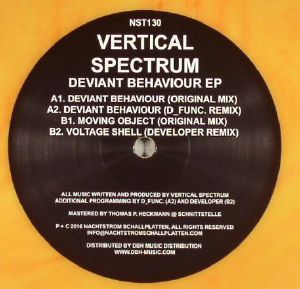 NST130
VERTICAL
SPECTRUM
DEVIANT BEHAVIOUR EP
A1. DEVIANT BEHAVIOUR (ORIGINAL MIX)
A2. DEVIANT BEHAVIOUR (D_FUNC. REMIX)
B1. MOVING OBJECT (ORIGINAL MIX)
B2. VOLTAGE SHELL (DEVELOPER REMIX)
ALL MUSIC WRITTEN AND PRODUCED BY VERTICAL SPECTRUM
ADDITIONAL PROGRAMMING BY D_FUNC. (A2) AND DEVELOPER (B2)
MASTERED BY THOMAS P. HECKMANN @ SCHNITTSTELLE
P + C 2016 NACHTSTROM SCHALLPLATTEN, ALL RIGHTS RESERVED
INFO@NACHTSTROMSCHALLPLATTEN.COM
DISTRIBUTED BY DBH MUSIC DISTRIBUTION
WWW.DBH-MUSIC.COM